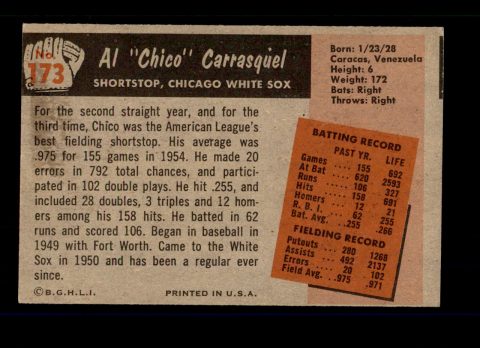 No.
173
Al "Chico" Carrasquel
SHORTSTOP, CHICAGO WHITE SOX
For the second straight year, and for the
third time, Chico was the American League's
best fielding shortstop. His average was
.975 for 155 games in 1954. He made 20
errors in 792 total chances, and partici-
pated in 102 double plays. He hit .255, and
included 28 doubles, 3 triples and 12 hom-
ers among his 158 hits. He batted in 62
runs and scored 106. Began in baseball in
1949 with Fort Worth. Came to the White
Sox in 1950 and has been a regular ever
since.
©B.G.H.L.I.
PRINTED IN U.S.A.
Born: 1/23/28
Caracas, Venezuela
Height: 6
Weight: 172
Bats: Right
Throws: Right
BATTING RECORD
PAST YR. LIFE
Games .... 155 692
At Bat ... 620 2593
Runs ..... 106 327
Hits ..... 158 691
Homers ... 12 21
R. B. I. ... 62 255
Bat. Avg. ...255 .266
FIELDING RECORD
Putouts ... 280 1268
Assists ... 492 2137
Errors .... 20 102
Field Avg. . .975 .971